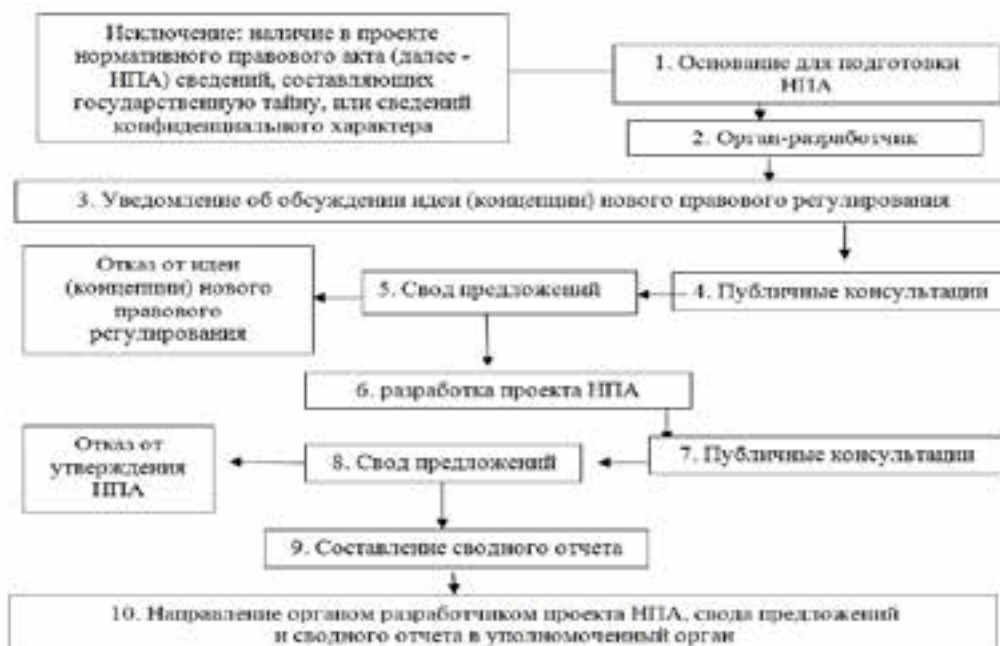 Исключение: наличие в проекте
нормативного правового акта (далее -
НПА) сведений, составляющих
государственную тайну, или сведений
конфиденциального характера
1. Основание для подготовки
НПА
2. Орган-разработчик
3. Уведомление об обсуждении идеи (концепции) нового правового регулирования
Отказ от идеи
(концепции) нового
правового
регулирования
5. Свод предложений
4. Публичные консультации
6. разработка проекта НПА
Отказ от
утверждения
НПА
8. Свод предложений
7. Публичные консультации
9. Составление сводного отчета
10. Направление органом разработчиком проекта НПА, свода предложений
и сводного отчета в уполномоченный орган